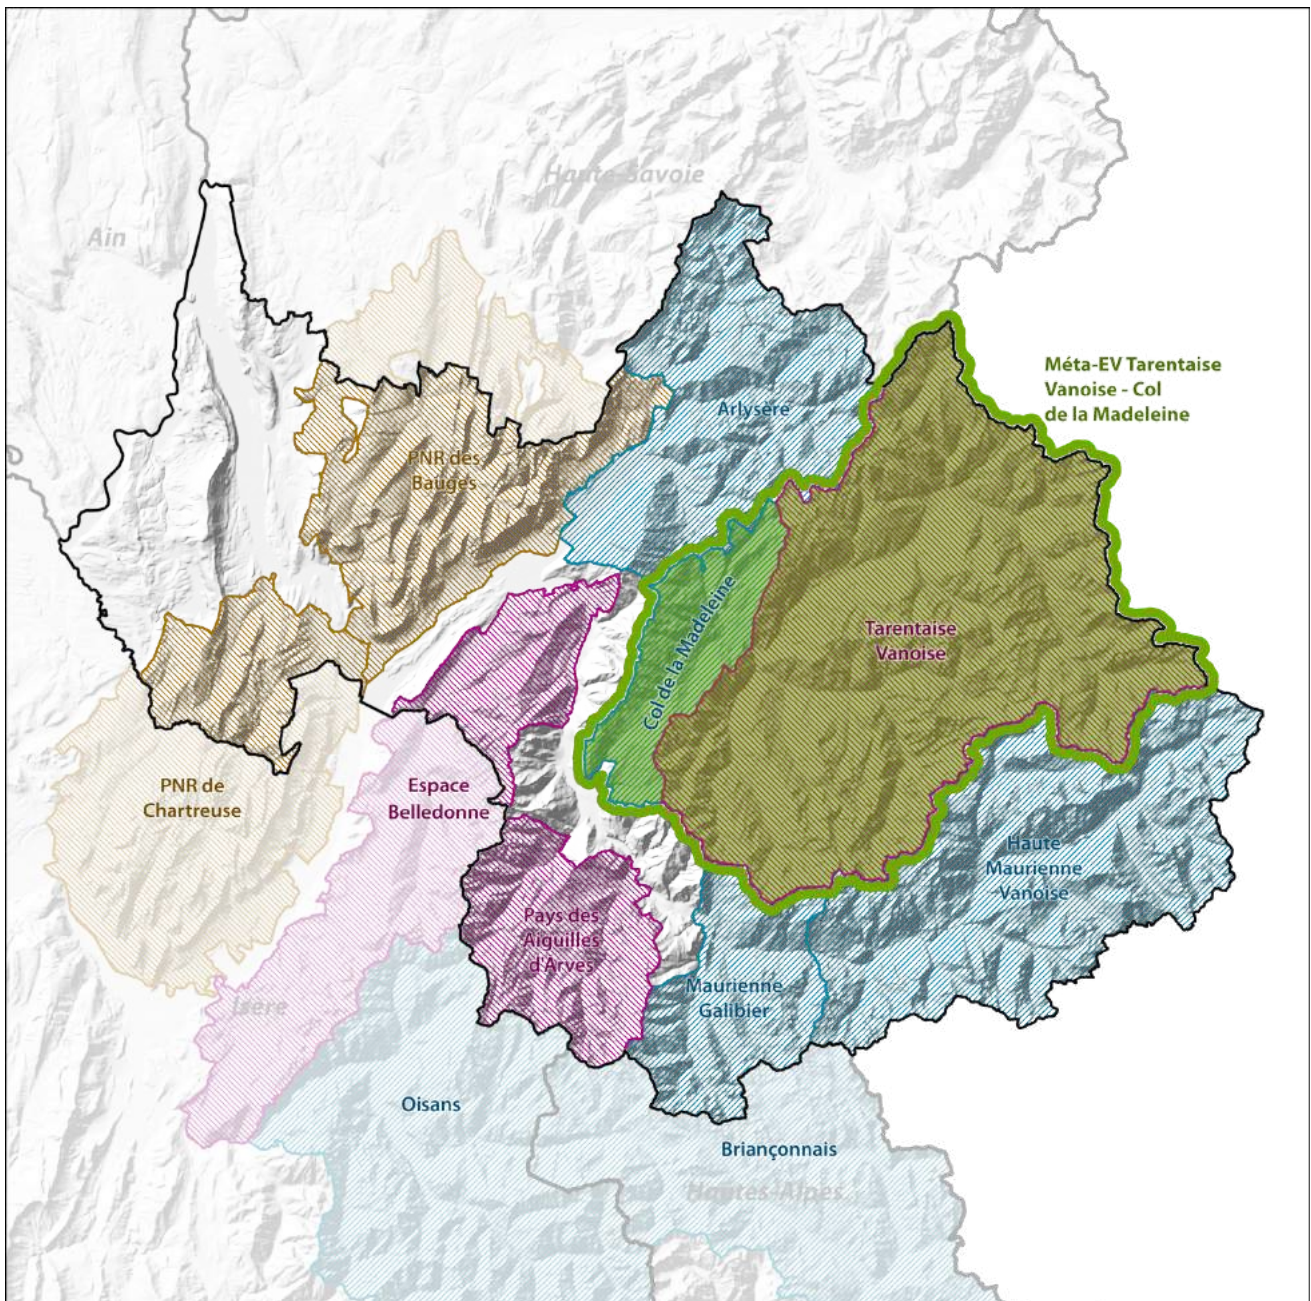 Haute-Savoie
Ain
Méta-EV Tarentaise
Vanoise - Col
de la Madeleine
Arlysère
PNR des
Bauges
Col de la Madeleine
Tarentaise
Vanoise
PNR de
Chartreuse
Espace
Belledonne
Haute
Maurienne
Vanoise
Pays des
Aiguilles
d'Arves
Maurienne
Galibier
Isère
Oisans
Briançonnais
Hautes-Alpes